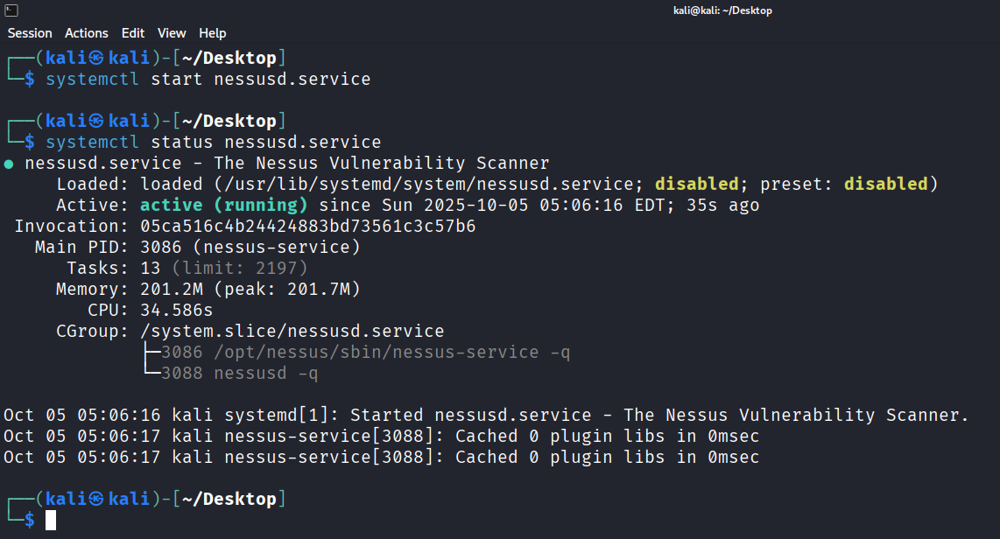 kali@kali: ~/Desktop
Session Actions Edit View Help
┌──(kali㉿kali)-[~/Desktop]
└─$ systemctl start nessusd.service
┌──(kali㉿kali)-[~/Desktop]
└─$ systemctl status nessusd.service
● nessusd.service - The Nessus Vulnerability Scanner
     Loaded: loaded (/usr/lib/systemd/system/nessusd.service; disabled; preset: disabled)
     Active: active (running) since Sun 2025-10-05 05:06:16 EDT; 35s ago
 Invocation: 05ca516c4b24424883bd73561c3c57b6
   Main PID: 3086 (nessus-service)
      Tasks: 13 (limit: 2197)
     Memory: 201.2M (peak: 201.7M)
        CPU: 34.586s
     CGroup: /system.slice/nessusd.service
             ├─3086 /opt/nessus/sbin/nessus-service -q
             └─3088 nessusd -q
Oct 05 05:06:16 kali systemd[1]: Started nessusd.service - The Nessus Vulnerability Scanner.
Oct 05 05:06:17 kali nessus-service[3088]: Cached 0 plugin libs in 0msec
Oct 05 05:06:17 kali nessus-service[3088]: Cached 0 plugin libs in 0msec
┌──(kali㉿kali)-[~/Desktop]
└─$